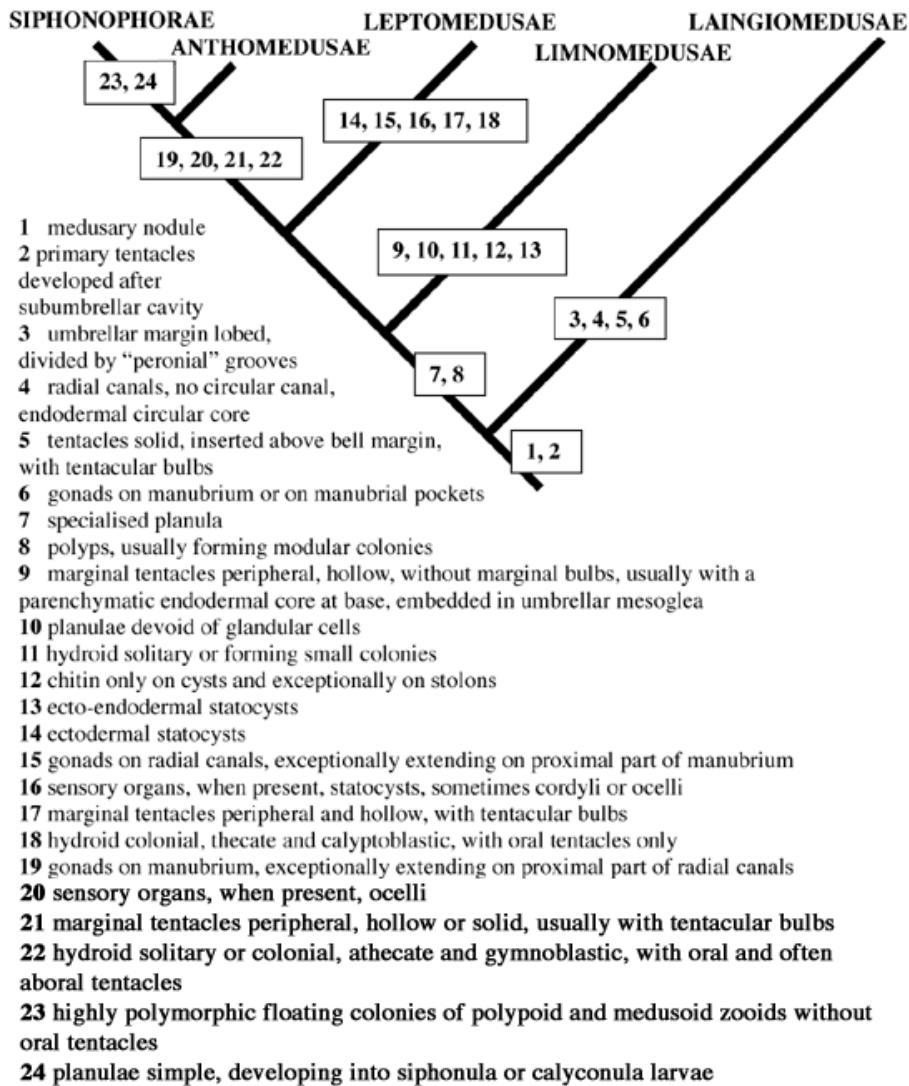 SIPHONOPHORAE
ANTHOMEDUSAE
LEPTOMEDUSAE
LIMNOMEDUSAE
LAINGIOMEDUSAE
23, 24
14, 15, 16, 17, 18
19, 20, 21, 22
9, 10, 11, 12, 13
3, 4, 5, 6
7, 8
1, 2
1 medusary nodule
2 primary tentacles
developed after
subumbrellar cavity
3 umbrellar margin lobed,
divided by “peronial” grooves
4 radial canals, no circular canal,
endodermal circular core
5 tentacles solid, inserted above bell margin,
with tentacular bulbs
6 gonads on manubrium or on manubrial pockets
7 specialised planula
8 polyps, usually forming modular colonies
9 marginal tentacles peripheral, hollow, without marginal bulbs, usually with a
parenchymatic endodermal core at base, embedded in umbrellar mesoglea
10 planulae devoid of glandular cells
11 hydroid solitary or forming small colonies
12 chitin only on cysts and exceptionally on stolons
13 ecto-endodermal statocysts
14 ectodermal statocysts
15 gonads on radial canals, exceptionally extending on proximal part of manubrium
16 sensory organs, when present, statocysts, sometimes cordyli or ocelli
17 marginal tentacles peripheral and hollow, with tentacular bulbs
18 hydroid colonial, thecate and calyptoblastic, with oral tentacles only
19 gonads on manubrium, exceptionally extending on proximal part of radial canals
20 sensory organs, when present, ocelli
21 marginal tentacles peripheral, hollow or solid, usually with tentacular bulbs
22 hydroid solitary or colonial, athecate and gymnoblastic, with oral and often
aboral tentacles
23 highly polymorphic floating colonies of polypoid and medusoid zooids without
oral tentacles
24 planulae simple, developing into siphonula or calyconula larvae